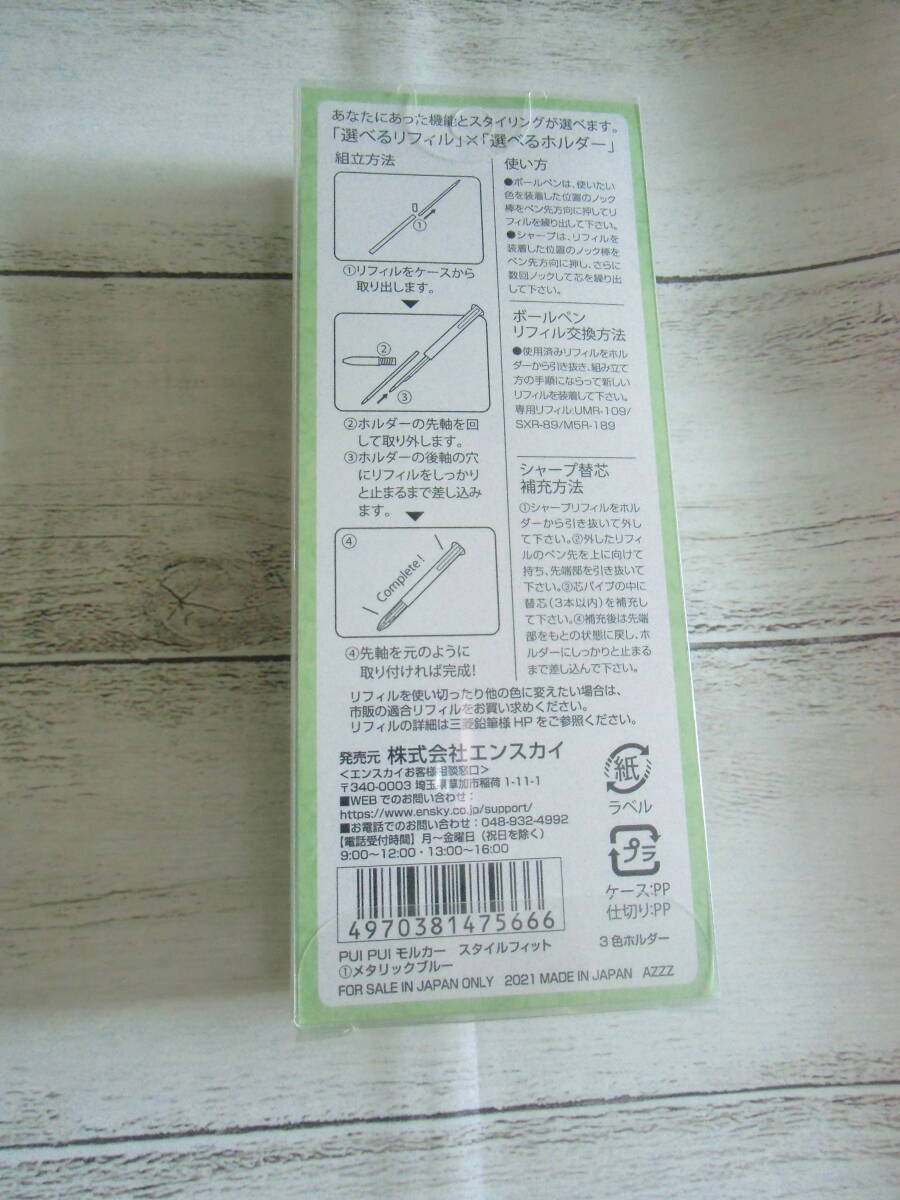 あなたにあった機能とスタイリングが選べます。
「選べるリフィル」×「選べるホルダー」
組立方法
①
①リフィルをケースから
取り出します。
②
③
②ホルダーの先軸を回
して取り外します。
③ホルダーの後軸の穴
にリフィルをしっかり
と止まるまで差し込み
ます。
④
Complete!
④先軸を元のように
取り付ければ完成!
使い方
●ボールペンは、使いたい
色を装着した位置のノック
棒をペン先方向に押してリ
フィルを繰り出して下さい。
●シャープは、リフィルを
装着した位置のノック棒を
ペン先方向に押し、さらに
数回ノックして芯を繰り出
して下さい。
ボールペン
リフィル交換方法
●使用済みリフィルをホル
ダーから引き抜き、組み立て
方の手順にならって新しい
リフィルを装着して下さい。
専用リフィル:UMR-109/
SXR-89/M5R-189
シャープ替芯
補充方法
①シャープリフィルをホル
ダーから引き抜いて外し
て下さい。②外したリフィ
ルのペン先を上に向けて
持ち、先端部を引き抜いて
下さい。③芯パイプの中に
替芯(3本以内)を補充し
て下さい。④補充後は先端
部をもとの状態に戻し、ホ
ルダーにしっかりと止まる
まで差し込んで下さい。
リフィルを使い切ったり他の色に変えたい場合は、
市販の適合リフィルをお買い求めください。
リフィルの詳細は三菱鉛筆様HPをご参照ください。
発売元 株式会社エンスカイ
<エンスカイお客様相談窓口>
〒340-0003 埼玉県草加市稲荷 1-11-1
■WEBでのお問い合わせ:
https://www.ensky.co.jp/support/
■お電話でのお問い合わせ:048-932-4992
【電話受付時間】月〜金曜日(祝日を除く)
9:00〜12:00・13:00〜16:00
紙
ラベル
プラ
ケース:PP
仕切り:PP
4970381475666
3色ホルダー
PUI PUI モルカー スタイルフィット
①メタリックブルー
FOR SALE IN JAPAN ONLY 2021 MADE IN JAPAN AZZZ